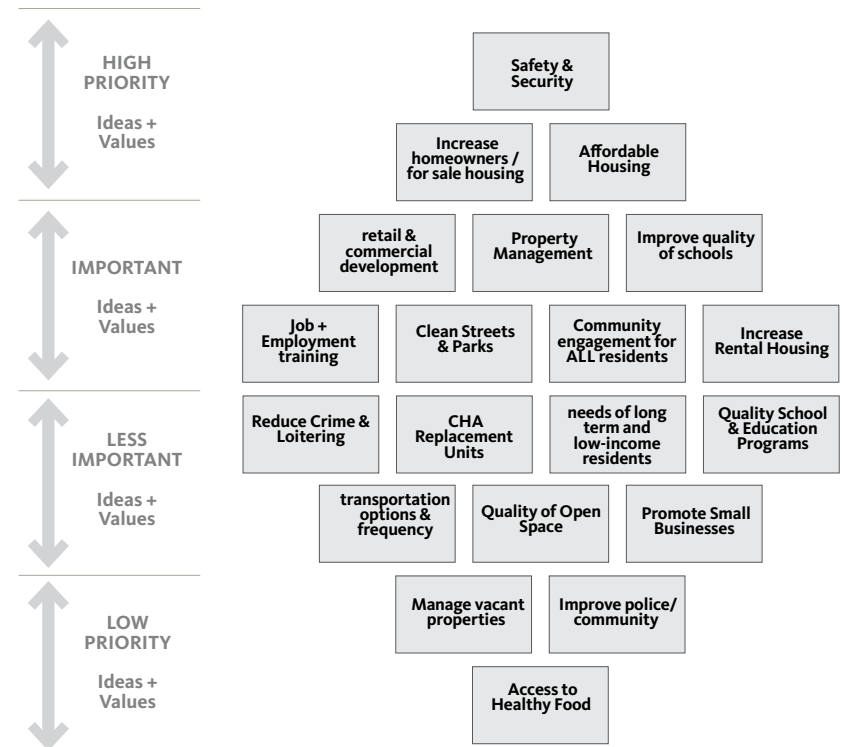 HIGH
PRIORITY
Ideas +
Values
Safety &
Security
Increase
homeowners /
for sale housing
Affordable
Housing
IMPORTANT
Ideas +
Values
retail &
commercial
development
Property
Management
Improve quality
of schools
Job +
Employment
training
Clean Streets
& Parks
Community
engagement for
ALL residents
Increase
Rental Housing
LESS
IMPORTANT
Ideas +
Values
Reduce Crime &
Loitering
CHA
Replacement
Units
needs of long
term and
low-income
residents
Quality School
& Education
Programs
transportation
options &
frequency
Quality of Open
Space
Promote Small
Businesses
LOW
PRIORITY
Ideas +
Values
Manage vacant
properties
Improve police/
community
Access to
Healthy Food